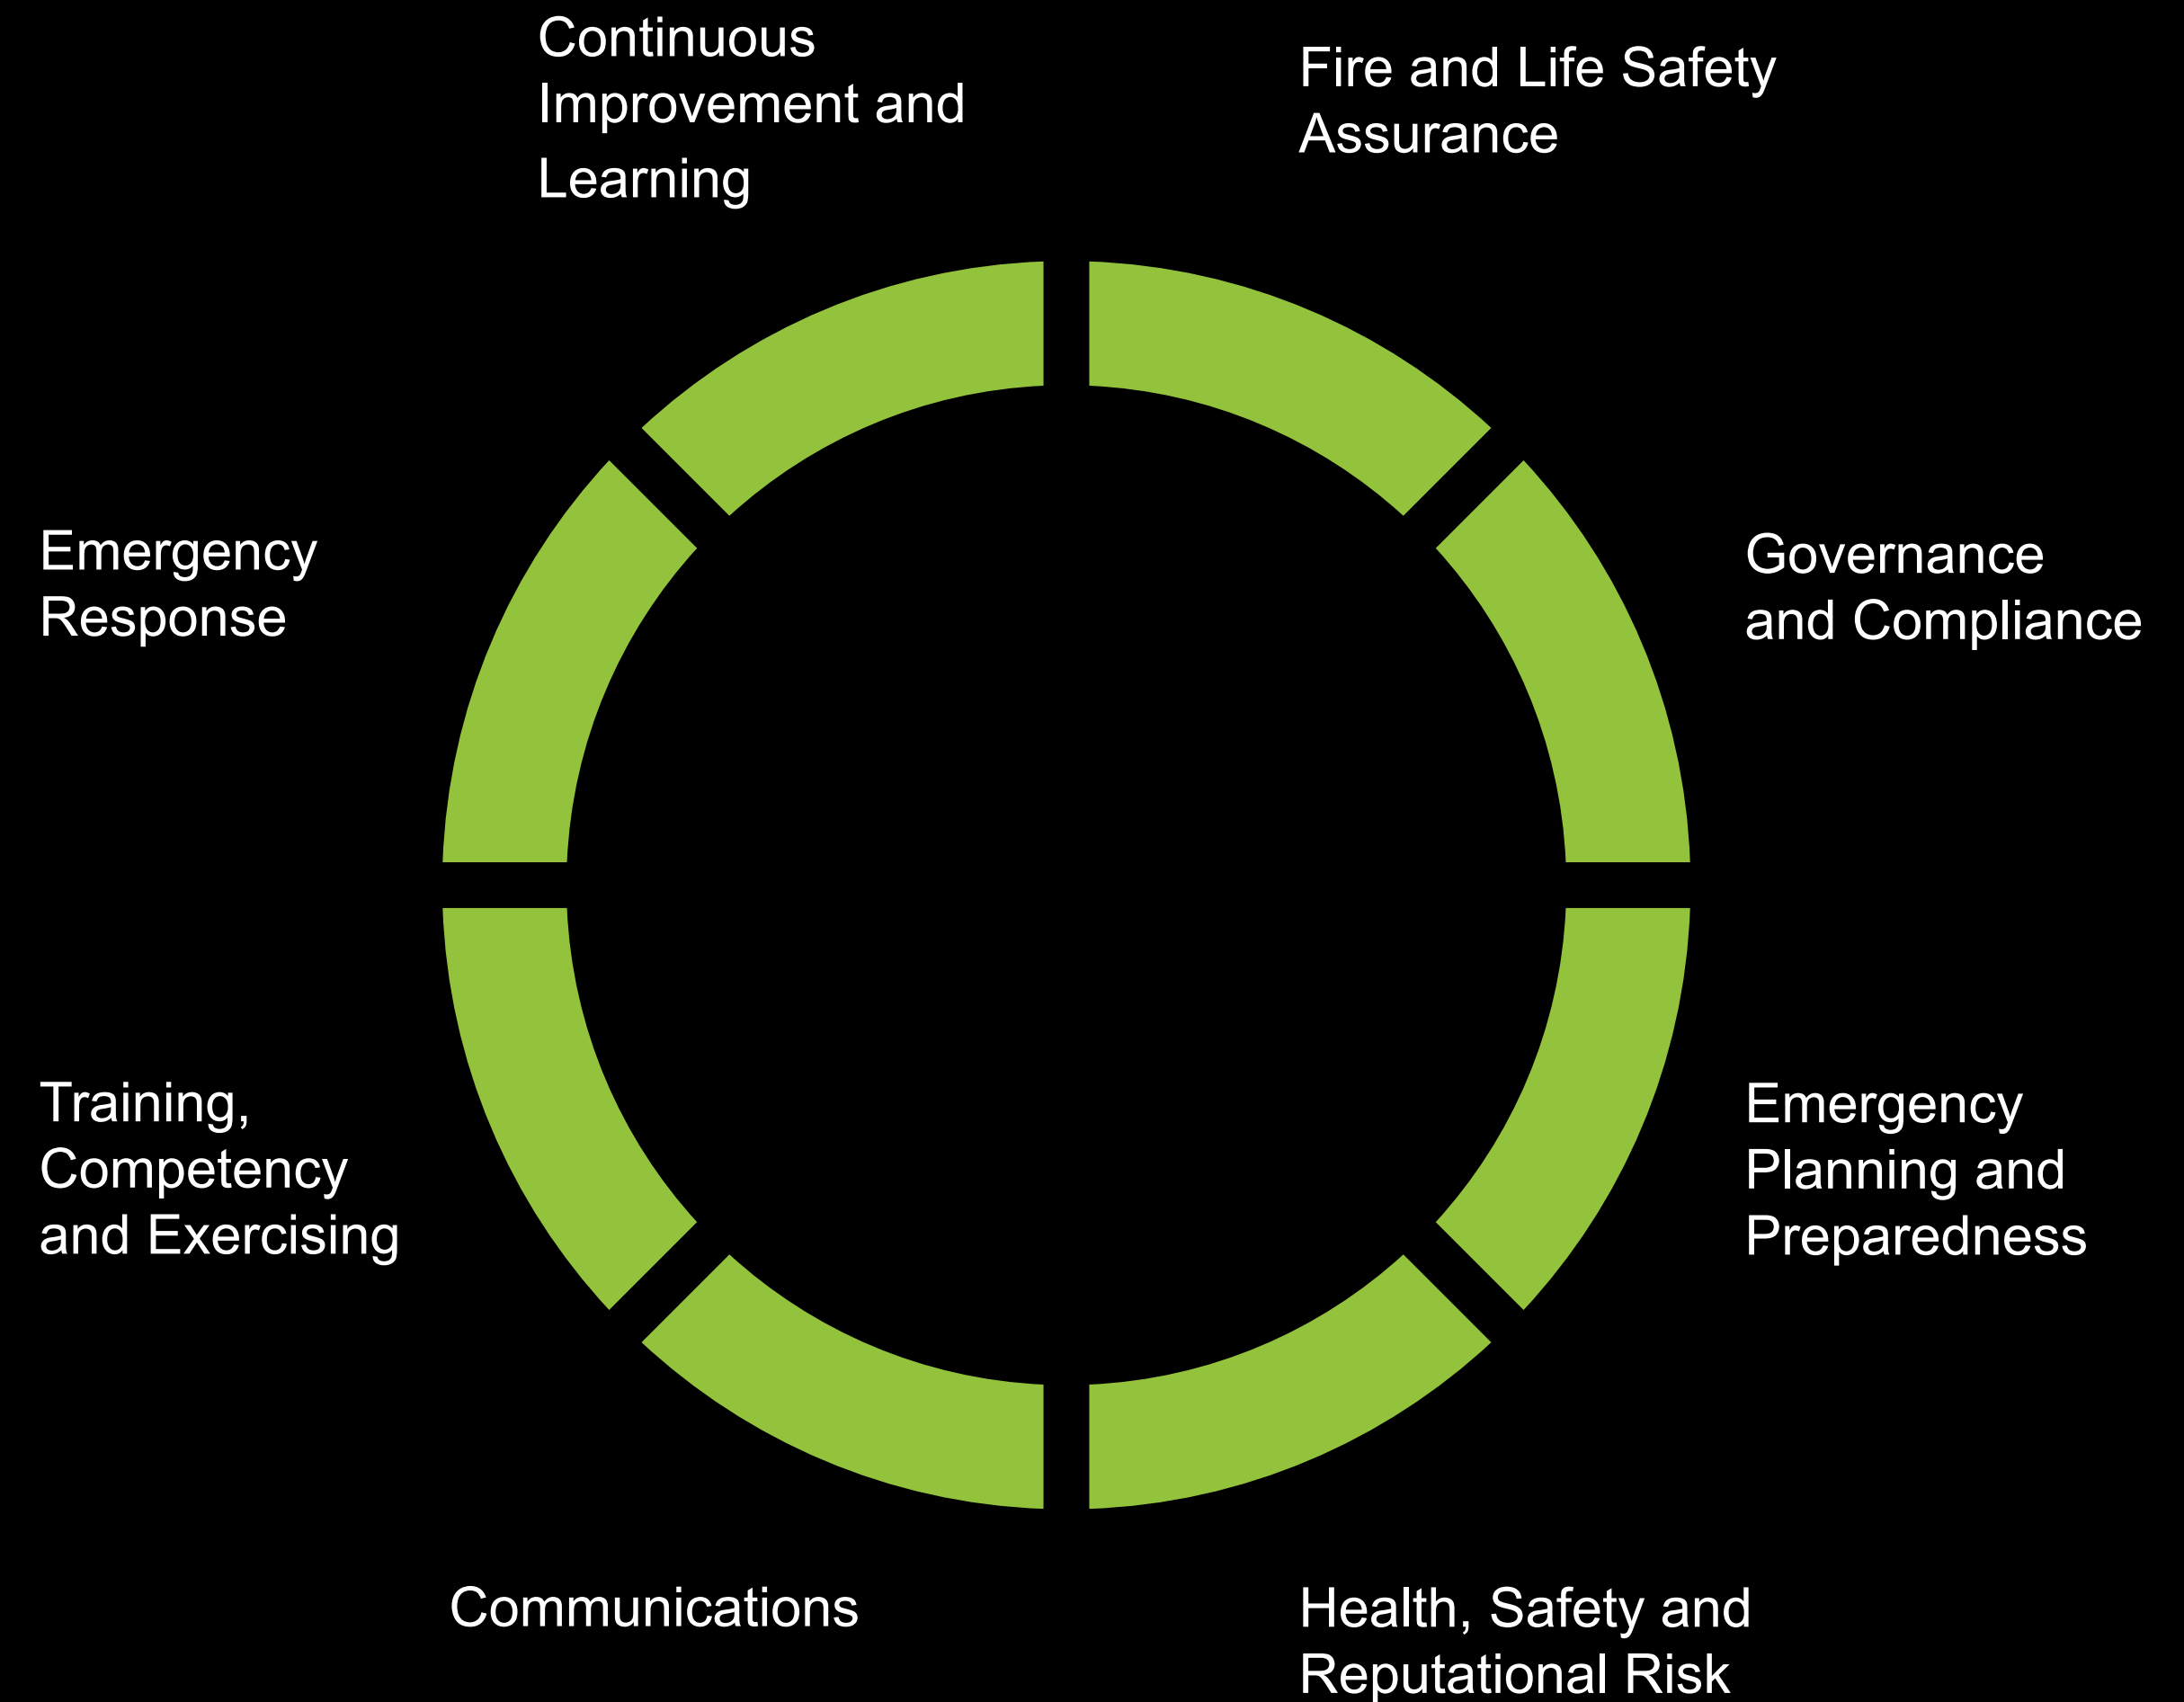 Continuous
Improvement and
Learning
Fire and Life Safety
Assurance
Governance
and Compliance
Emergency
Planning and
Preparedness
Health, Safety and
Reputational Risk
Communications
Training,
Competency
and Exercising
Emergency
Response